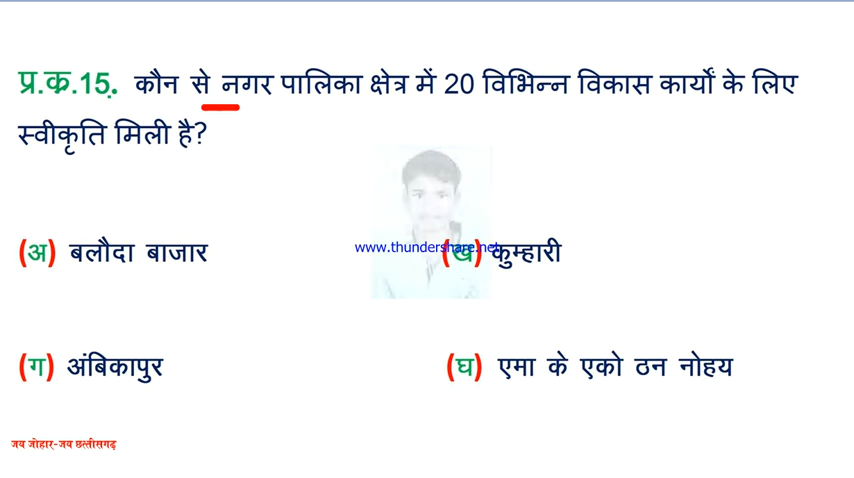 प्र.क.15. कौन से नगर पालिका क्षेत्र में 20 विभिन्न विकास कार्यों के लिए
स्वीकृति मिली है?
www.thundershare.net
(अ) बलौदा बाजार (ख) कुम्हारी
(ग) अंबिकापुर (घ) एमा के एको ठन नोहय
जय जोहार-जय छत्तीसगढ़